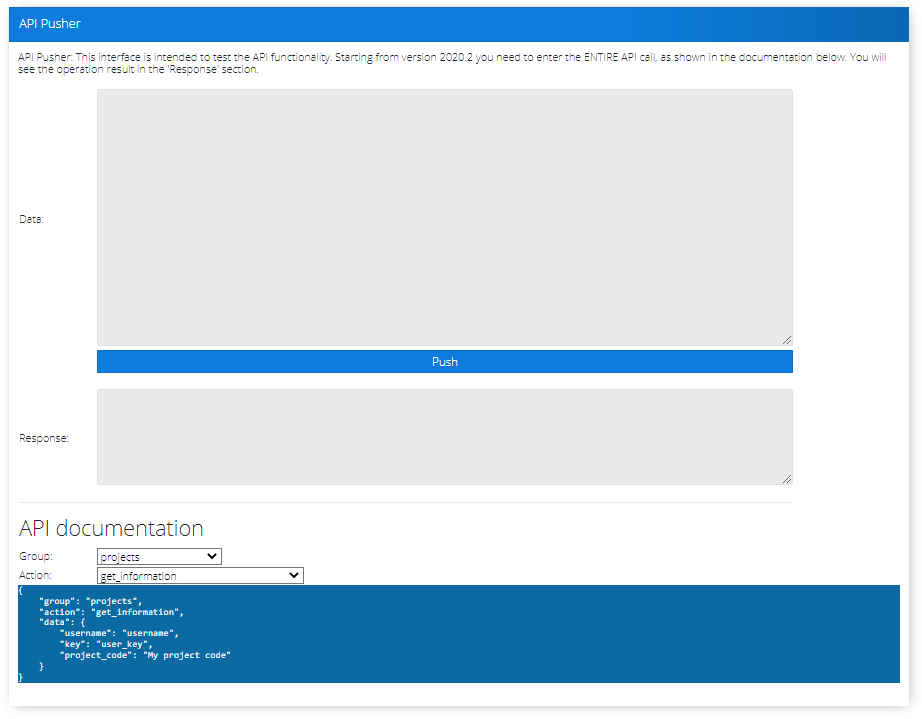 API Pusher
API Pusher: This interface is intended to test the API functionality. Starting from version 2020.2 you need to enter the ENTIRE API call, as shown in the documentation below. You will
see the operation result in the 'Response' section.
Data:
Push
Response:
API documentation
Group: projects
Action: get_information
{
    "group": "projects",
    "action": "get_information",
    "data": {
        "username": "username",
        "key": "user_key",
        "project_code": "My project code"
    }
}